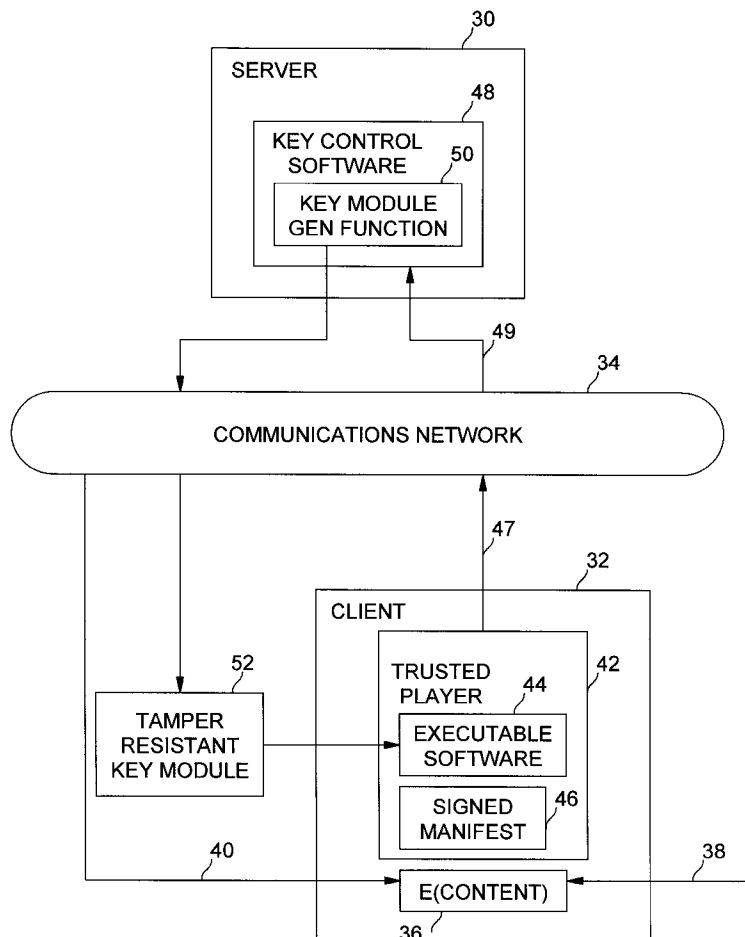 30
SERVER
48
KEY CONTROL
SOFTWARE
50
KEY MODULE
GEN FUNCTION
49
34
COMMUNICATIONS NETWORK
47
32
CLIENT
52
TAMPER
RESISTANT
KEY MODULE
42
TRUSTED
PLAYER
44
EXECUTABLE
SOFTWARE
SIGNED
MANIFEST
46
40
38
E(CONTENT)
36